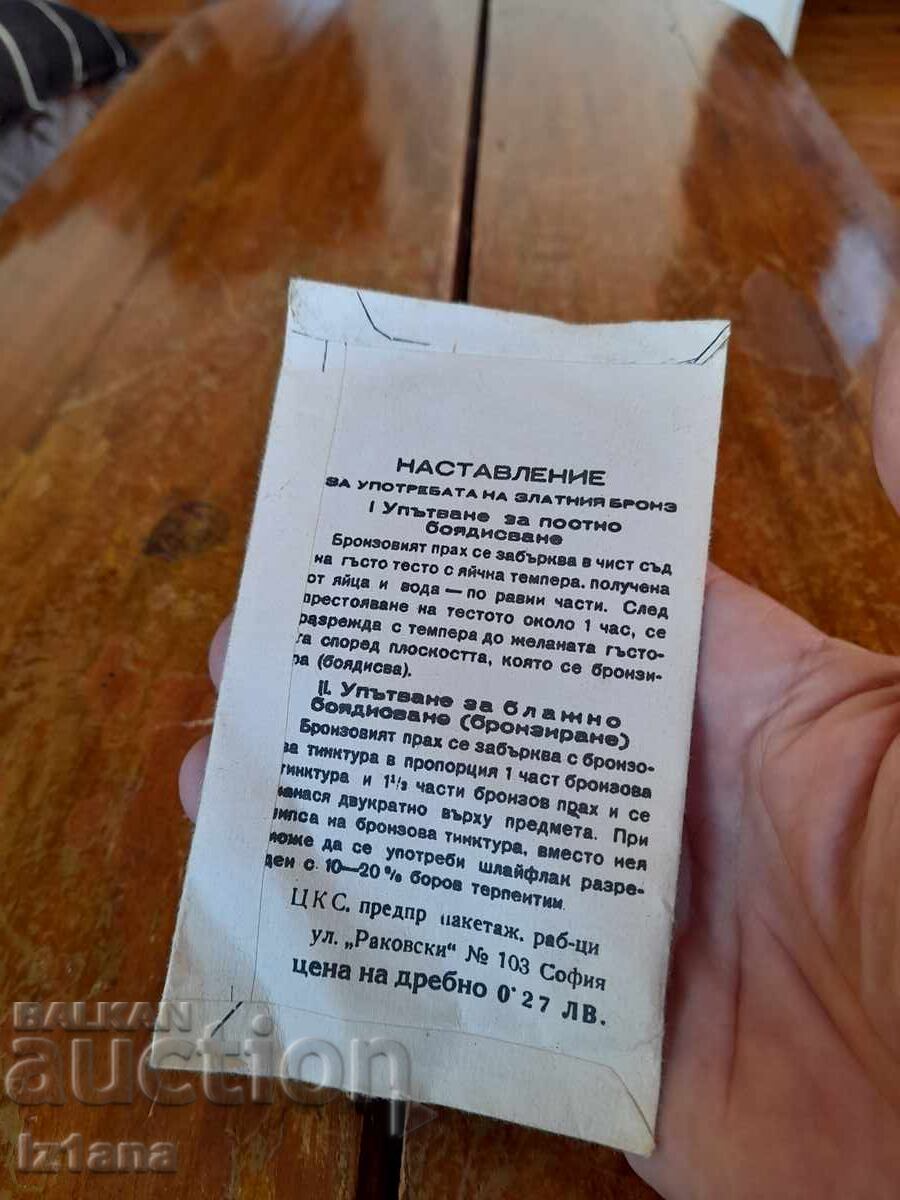 НАСТАВЛЕНИЕ
ЗА УПОТРЕБАТА НА ЗЛАТНИЯ БРОНЗ
I Упътване за постно
боядисване
Бронзовият прах се забърква в чист съд
на гъсто тесто с яйчна темпера. получена
от яйца и вода — по равни части. След
престояване на тестото около 1 час, се
разрежда с темпера до желаната гъсто-
та според плоскостта, която се бронзи-
ра (боядисва).
II. Упътване за блажно
боядисване (бронзиране)
Бронзовият прах се забърква с бронзо-
ва тинктура в пропорция 1 част бронзова
тинктура и 1 1/3 части бронзов прах и се
нанася двукратно върху предмета. При
липса на бронзова тинктура, вместо нея
може да се употреби шлайфлак разре-
ден с 10—20 % боров терпентин.
ЦКС. предпр пакетаж. раб-ци
ул. „Раковски" № 103 София
цена на дребно 0·27 ЛВ.
BALKAN
auction
iz1ana